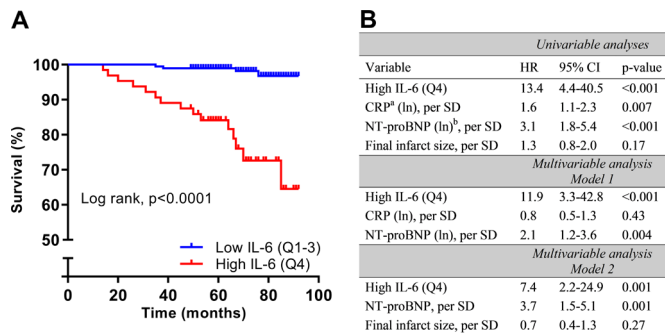 A
Survival (%)
100
90
80
70
60
50
Log rank, p<0.0001
Low IL-6 (Q1-3)
High IL-6 (Q4)
0 20 40 60 80 100
Time (months)
B
Univariable analyses
Variable HR 95% CI p-value
High IL-6 (Q4) 13.4 4.4-40.5 <0.001
CRPa (ln), per SD 1.6 1.1-2.3 0.007
NT-proBNP (ln)b, per SD 3.1 1.8-5.4 <0.001
Final infarct size, per SD 1.3 0.8-2.0 0.17
Multivariable analysis
Model 1
High IL-6 (Q4) 11.9 3.3-42.8 <0.001
CRP (ln), per SD 0.8 0.5-1.3 0.43
NT-proBNP (ln), per SD 2.1 1.2-3.6 0.004
Multivariable analysis
Model 2
High IL-6 (Q4) 7.4 2.2-24.9 0.001
NT-proBNP, per SD 3.7 1.5-5.1 0.001
Final infarct size, per SD 0.7 0.4-1.3 0.27